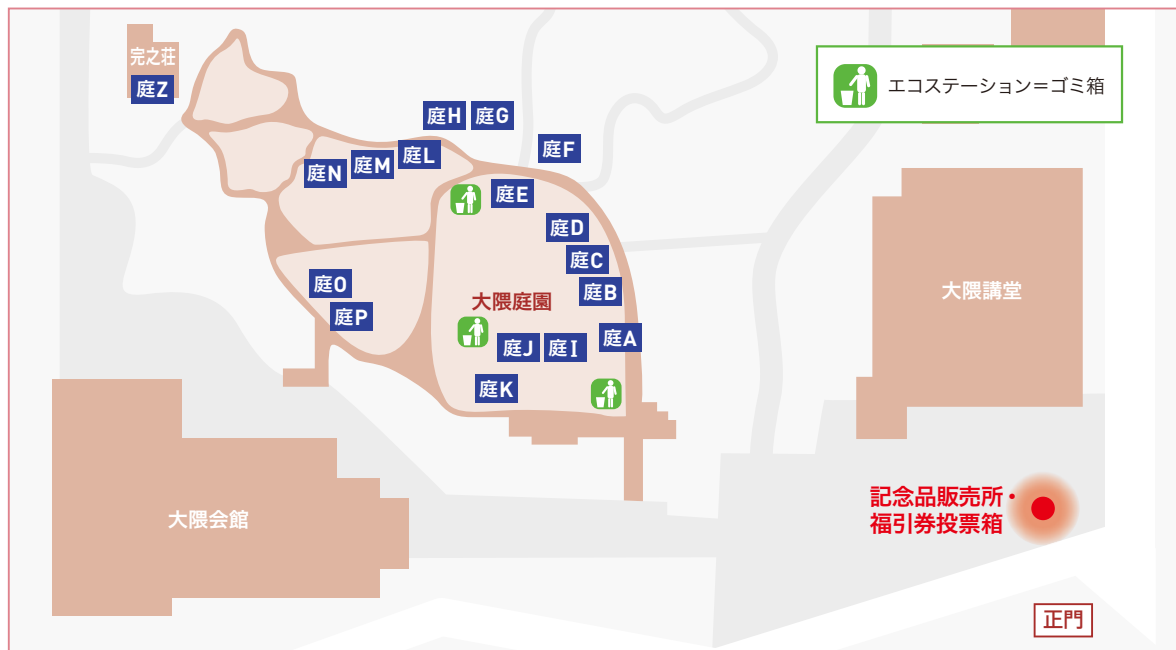 完之荘
庭Z
エコステーション=ゴミ箱
庭H
庭G
庭F
庭L
庭M
庭N
庭E
庭D
庭C
庭B
庭O
庭P
大隈庭園
庭A
庭J
庭I
庭K
大隈講堂
大隈会館
記念品販売所・
福引券投票箱
正門